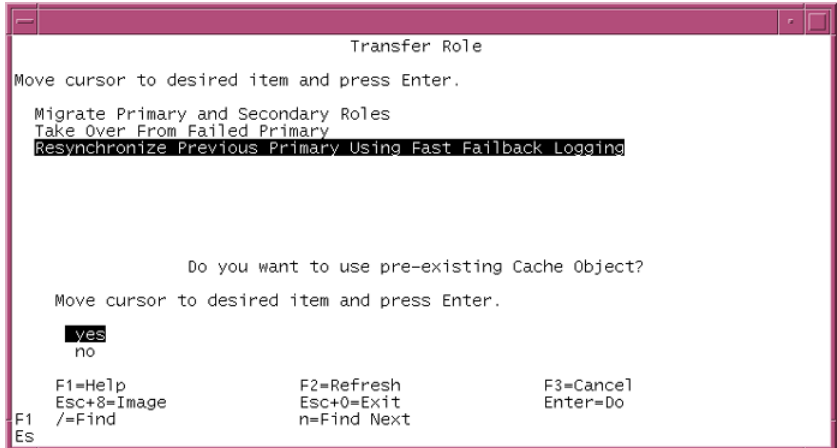 Transfer Role
Move cursor to desired item and press Enter.
Migrate Primary and Secondary Roles
Take Over From Failed Primary
Resynchronize Previous Primary Using Fast Failback Logging
Do you want to use pre-existing Cache Object?
Move cursor to desired item and press Enter.
yes
no
F1=Help F2=Refresh F3=Cancel
Esc+8=Image Esc+0=Exit Enter=Do
F1 /=Find n=Find Next
Es